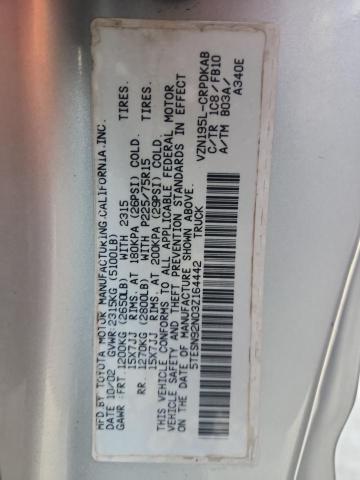 MFD.BY TOYOTA MOTOR MANUFACTURING CALIFORNIA.INC.
DATE 10/02 GVWR 2315KG (5100LB)
GAWR: FRT 1200KG (2650LB) WITH 2315 TIRES.
15X7JJ RIMS. AT 180KPA (26PSI) COLD.
RR. 1270KG (2800LB) WITH P225/75R15 TIRES.
15X7JJ RIMS. AT 200KPA (29PSI) COLD.
THIS VEHICLE CONFORMS TO ALL APPLICABLE FEDERAL MOTOR
VEHICLE SAFETY AND THEFT PREVENTION STANDARDS IN EFFECT
ON THE DATE OF MANUFACTURE SHOWN ABOVE.
5TESN92N03Z164442 TRUCK
VZN195L-CRPDKAB
C/TR 1C8/FB10
A/TM B03A/
A340E